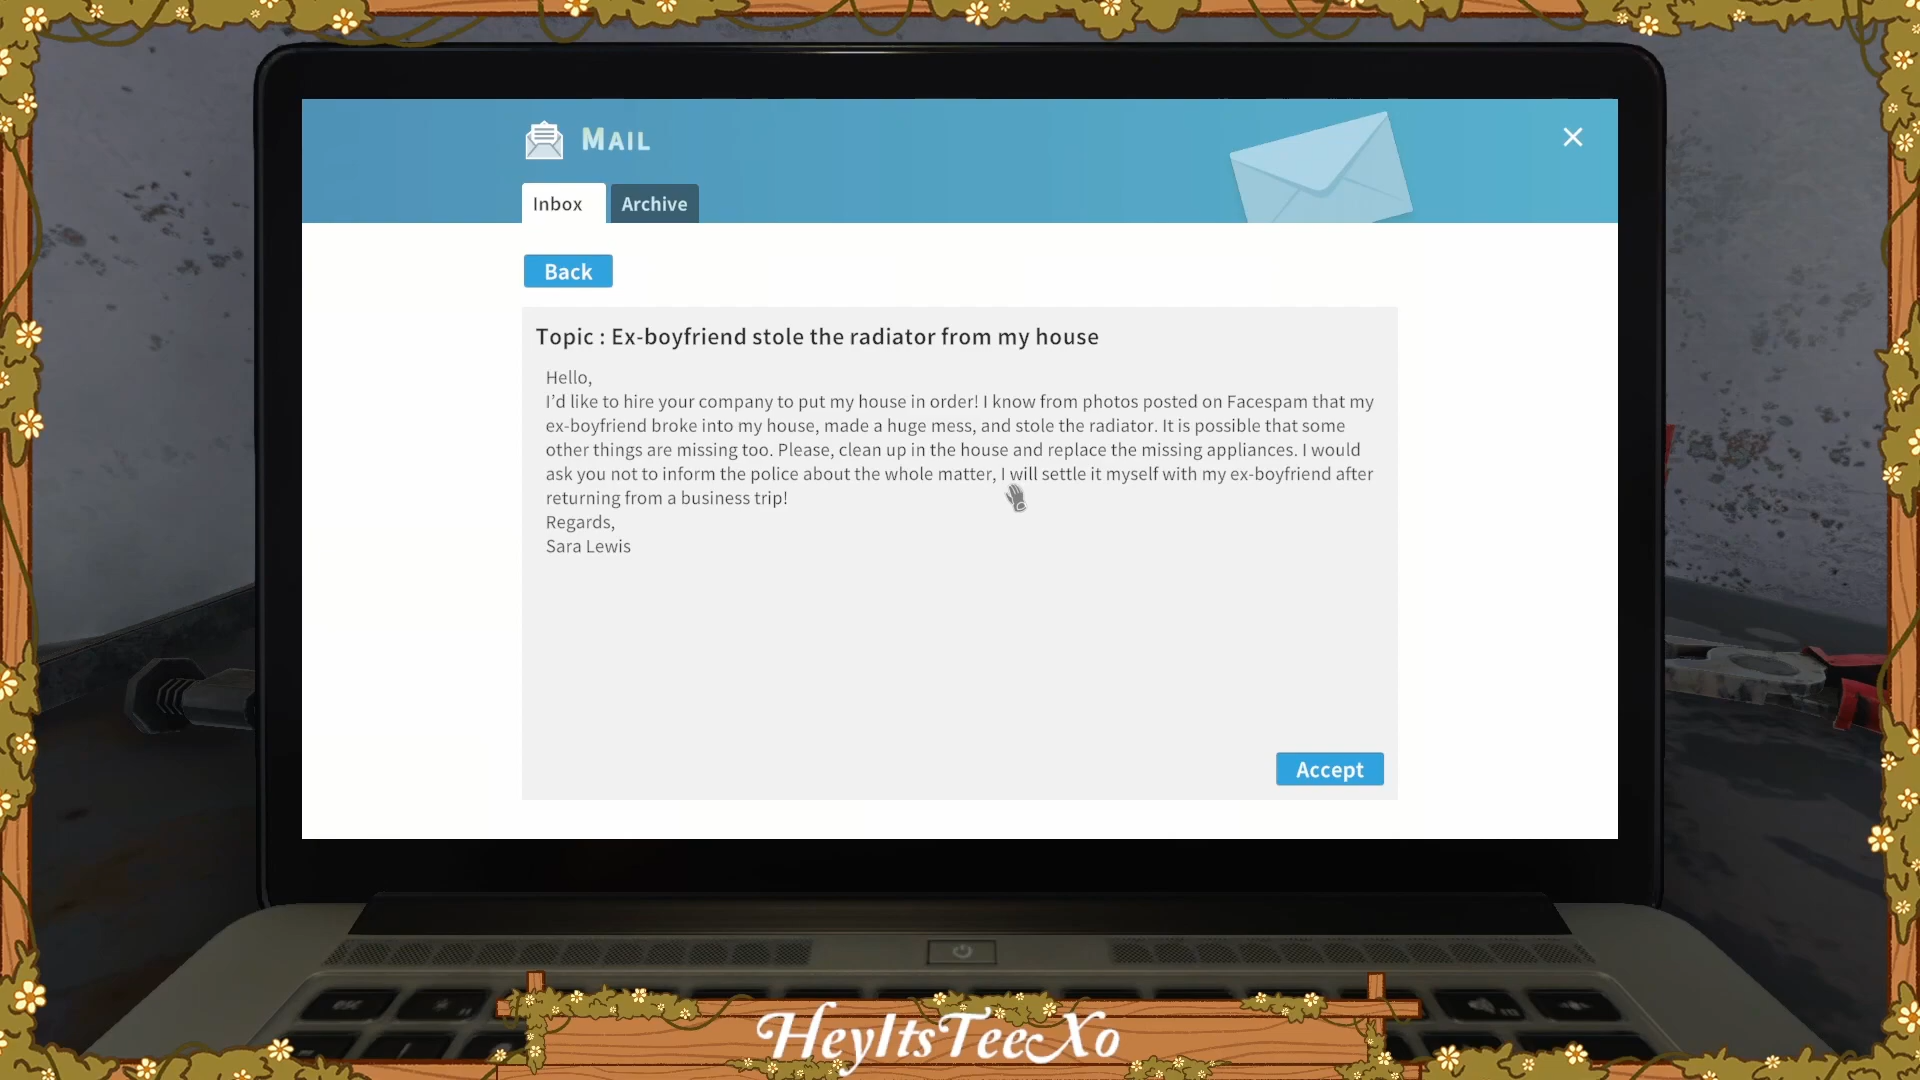 MAIL
Inbox
Archive
Back
Topic : Ex-boyfriend stole the radiator from my house
Hello,
I'd like to hire your company to put my house in order! I know from photos posted on Facespam that my
ex-boyfriend broke into my house, made a huge mess, and stole the radiator. It is possible that some
other things are missing too. Please, clean up in the house and replace the missing appliances. I would
ask you not to inform the police about the whole matter, I will settle it myself with my ex-boyfriend after
returning from a business trip!
Regards,
Sara Lewis
Accept
esc
HeyItsTeeXo